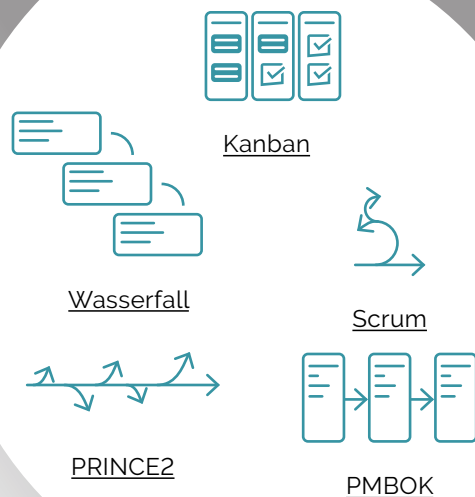 Kanban
Wasserfall
Scrum
PRINCE2
PMBOK